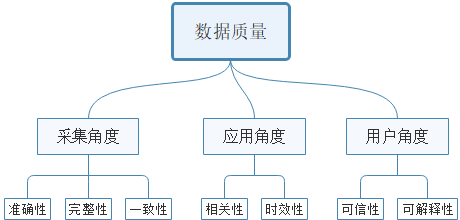 数据质量
采集角度
应用角度
用户角度
准确性
完整性
一致性
相关性
时效性
可信性
可解释性